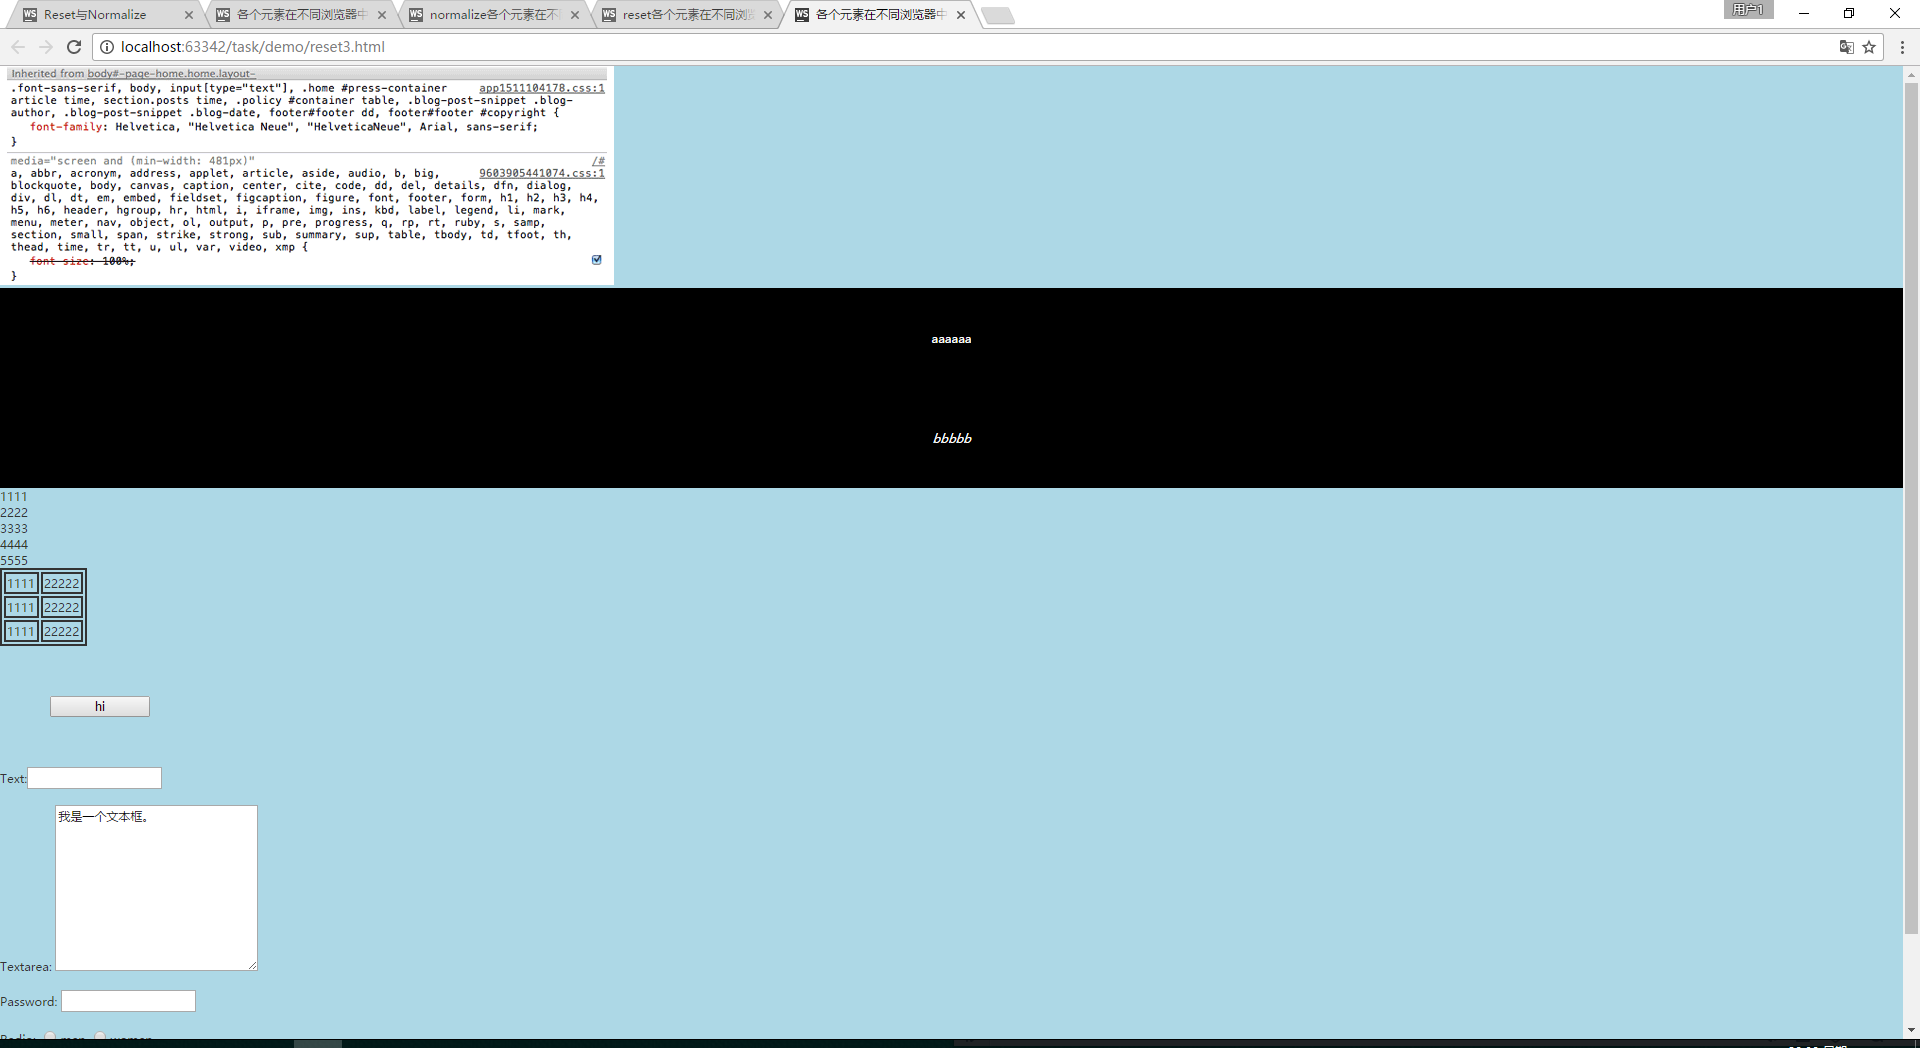 Reset与Normalize
各个元素在不同浏览器中
normalize各个元素在不
reset各个元素在不同浏
各个元素在不同浏览器中
用户1
localhost:63342/task/demo/reset3.html
Inherited from body#-page-home.home.layout-
.font-sans-serif, body, input[type="text"], .home #press-container app1511104178.css:1
article time, section.posts time, .policy #container table, .blog-post-snippet .blog-
author, .blog-post-snippet .blog-date, footer#footer dd, footer#footer #copyright {
font-family: Helvetica, "Helvetica Neue", "HelveticaNeue", Arial, sans-serif;
}
media="screen and (min-width: 481px)" /#
a, abbr, acronym, address, applet, article, aside, audio, b, big, 9603905441074.css:1
blockquote, body, canvas, caption, center, cite, code, dd, del, details, dfn, dialog,
div, dl, dt, em, embed, fieldset, figcaption, figure, font, footer, form, h1, h2, h3, h4,
h5, h6, header, hgroup, hr, html, i, iframe, img, ins, kbd, label, legend, li, mark,
menu, meter, nav, object, ol, output, p, pre, progress, q, rp, rt, ruby, s, samp,
section, small, span, strike, strong, sub, summary, sup, table, tbody, td, tfoot, th,
thead, time, tr, tt, u, ul, var, video, xmp {
font-size: 100%;
}
aaaaaa
bbbbb
1111
2222
3333
4444
5555
1111 22222
1111 22222
1111 22222
hi
Text:
我是一个文本框。
Textarea:
Password: